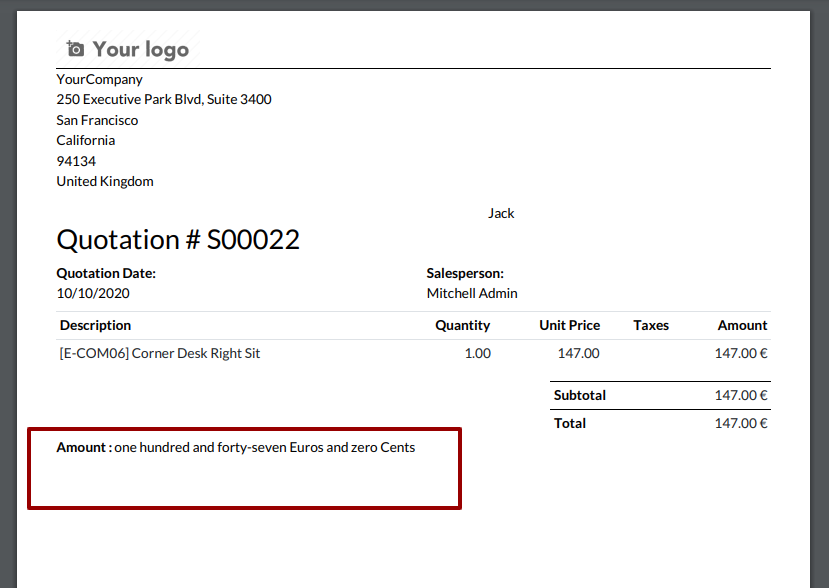 Your logo
YourCompany
250 Executive Park Blvd, Suite 3400
San Francisco
California
94134
United Kingdom
Jack
Quotation # S00022
Quotation Date: Salesperson:
10/10/2020 Mitchell Admin
Description Quantity Unit Price Taxes Amount
[E-COM06] Corner Desk Right Sit 1.00 147.00 147.00 €
Subtotal 147.00 €
Total 147.00 €
Amount : one hundred and forty-seven Euros and zero Cents